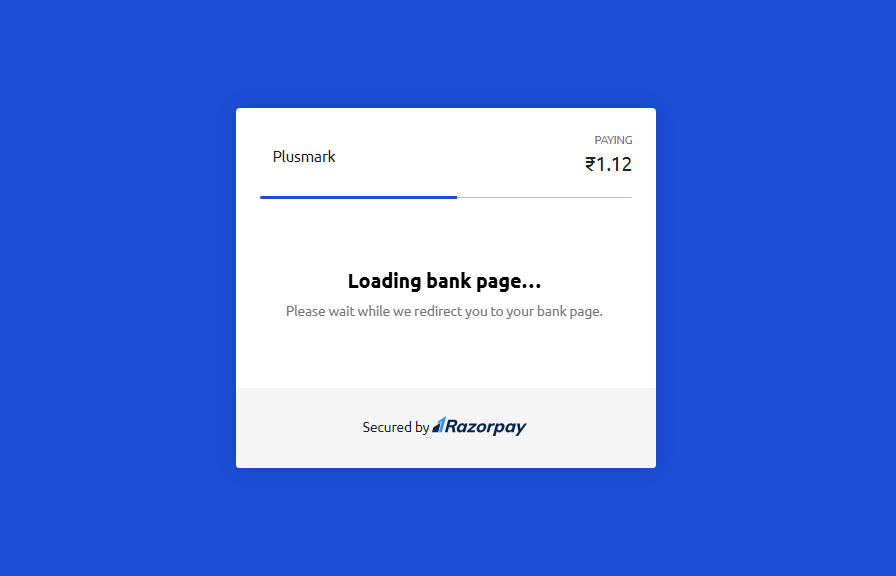 Plusmark
PAYING
₹1.12
Loading bank page...
Please wait while we redirect you to your bank page.
Secured by Razorpay